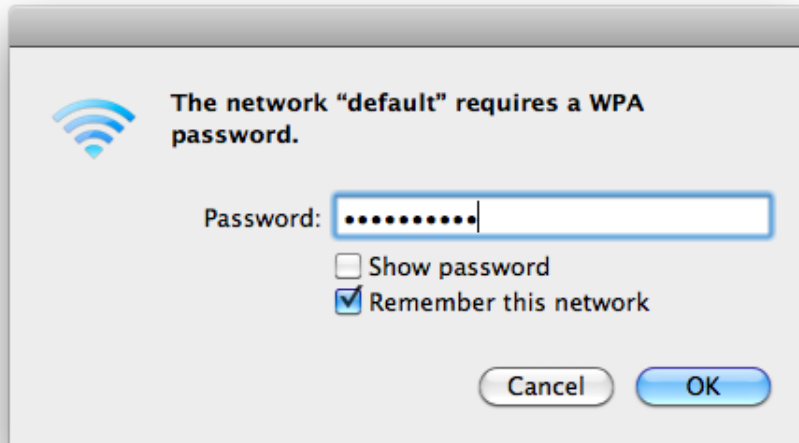 The network “default” requires a WPA
password.
Password: ••••••••••
Show password
Remember this network
Cancel OK